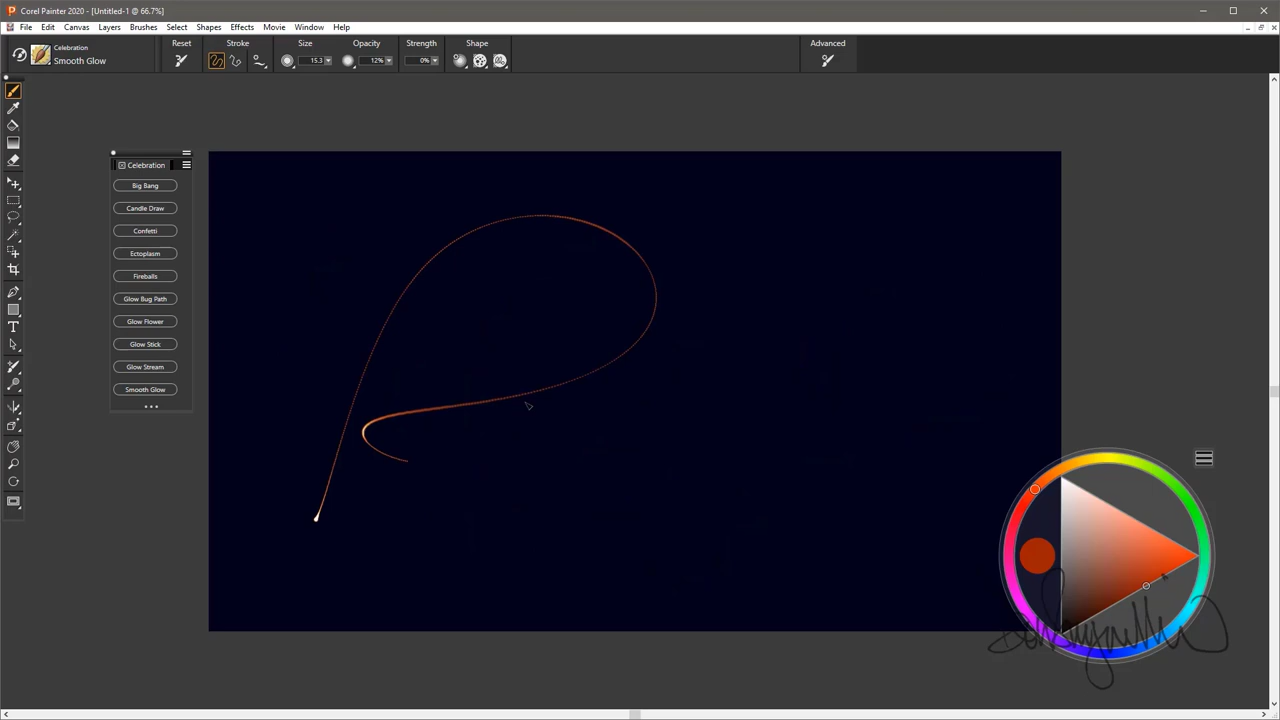 Corel Painter 2020 - [Untitled-1 @ 66.7%]
File Edit Canvas Layers Brushes Select Shapes Effects Movie Window Help
Celebration
Smooth Glow
Reset Stroke Size Opacity Strength Shape Advanced
15.3 12% 0%
Celebration
Big Bang
Candle Draw
Confetti
Ectoplasm
Fireballs
Glow Bug Path
Glow Flower
Glow Stick
Glow Stream
Smooth Glow